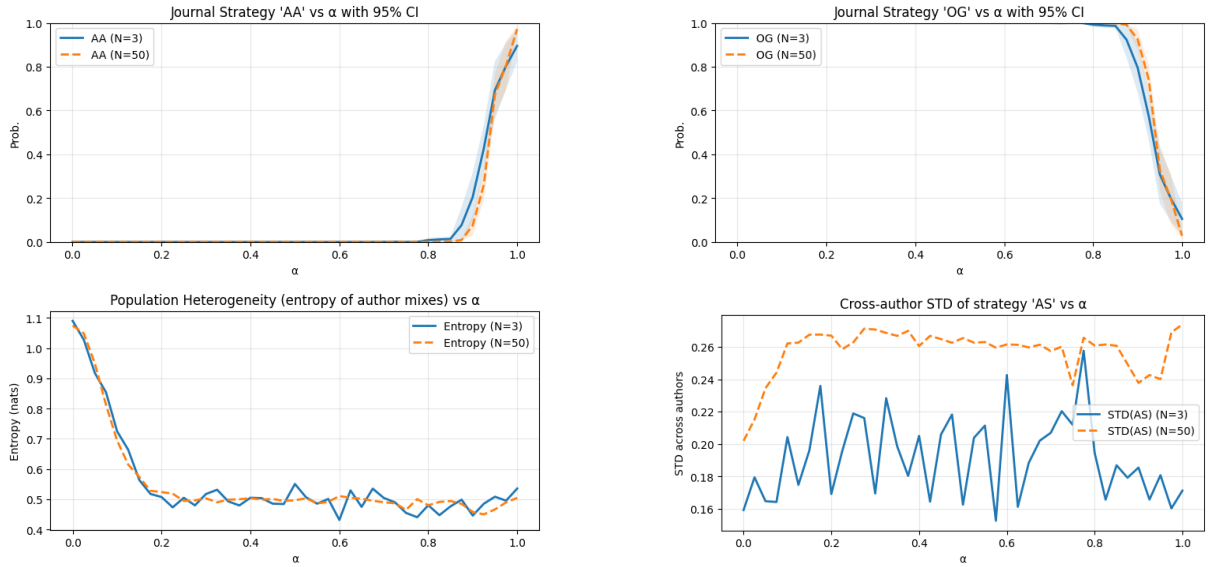 Journal Strategy 'AA' vs α with 95% CI
1.0
0.8
0.6
0.4
0.2
0.0
Prob.
AA (N=3)
AA (N=50)
0.0 0.2 0.4 0.6 0.8 1.0
α
Journal Strategy 'OG' vs α with 95% CI
1.0
0.8
0.6
0.4
0.2
0.0
Prob.
OG (N=3)
OG (N=50)
0.0 0.2 0.4 0.6 0.8 1.0
α
Population Heterogeneity (entropy of author mixes) vs α
1.1
1.0
0.9
0.8
0.7
0.6
0.5
0.4
Entropy (nats)
Entropy (N=3)
Entropy (N=50)
0.0 0.2 0.4 0.6 0.8 1.0
α
Cross-author STD of strategy 'AS' vs α
0.26
0.24
0.22
0.20
0.18
0.16
STD across authors
STD(AS) (N=3)
STD(AS) (N=50)
0.0 0.2 0.4 0.6 0.8 1.0
α